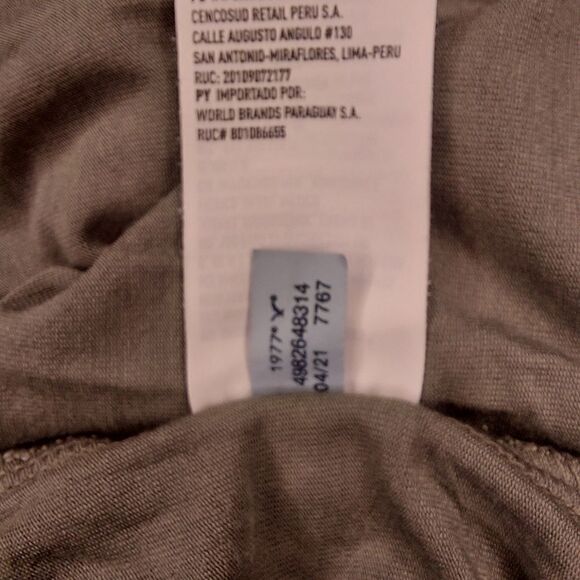 CENCOSUD RETAIL PERU S.A.
CALLE AUGUSTO ANGULO #130
SAN ANTONIO-MIRAFLORES, LIMA-PERU
RUC: 20109072177
PY IMPORTADO POR:
WORLD BRANDS PARAGUAY S.A.
RUC# 80108665S
1977*
4982648314
04/21 7767